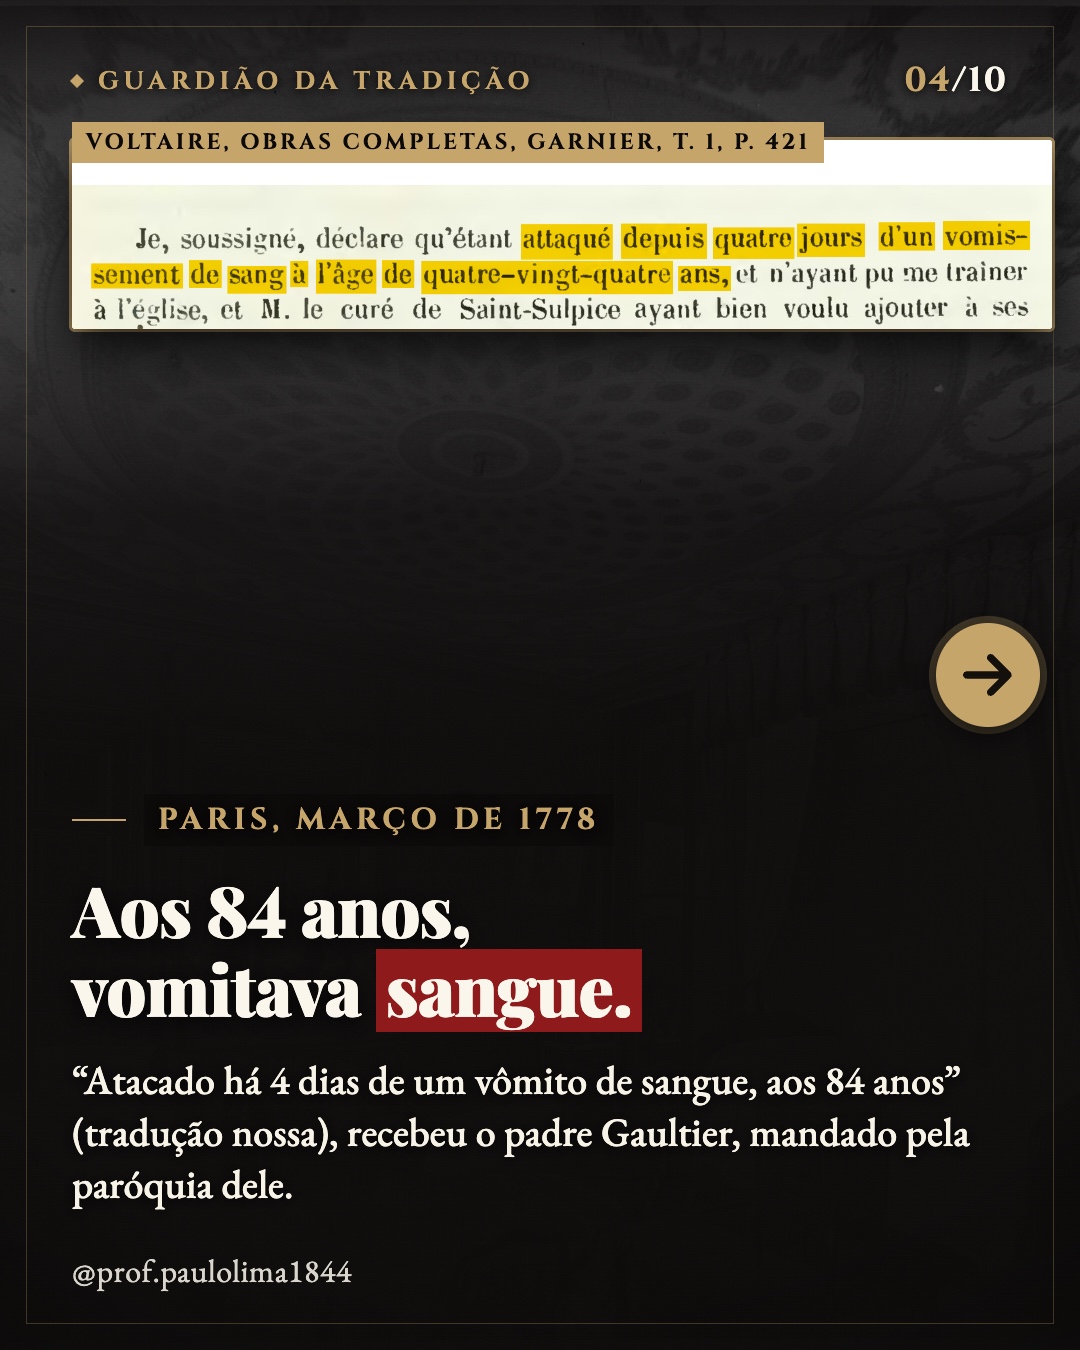 GUARDIÃO DA TRADIÇÃO
04/10
VOLTAIRE, OBRAS COMPLETAS, GARNIER, T. 1, P. 421
Je, soussigné, déclare qu'étant attaqué depuis quatre jours d'un vomis-
sement de sang à l'âge de quatre-vingt-quatre ans, et n'ayant pu me traîner
à l'église, et M. le curé de Saint-Sulpice ayant bien voulu ajouter à ses
PARIS, MARÇO DE 1778
Aos 84 anos,
vomitava sangue.
“Atacado há 4 dias de um vômito de sangue, aos 84 anos”
(tradução nossa), recebeu o padre Gaultier, mandado pela
paróquia dele.
@prof.paulolima1844